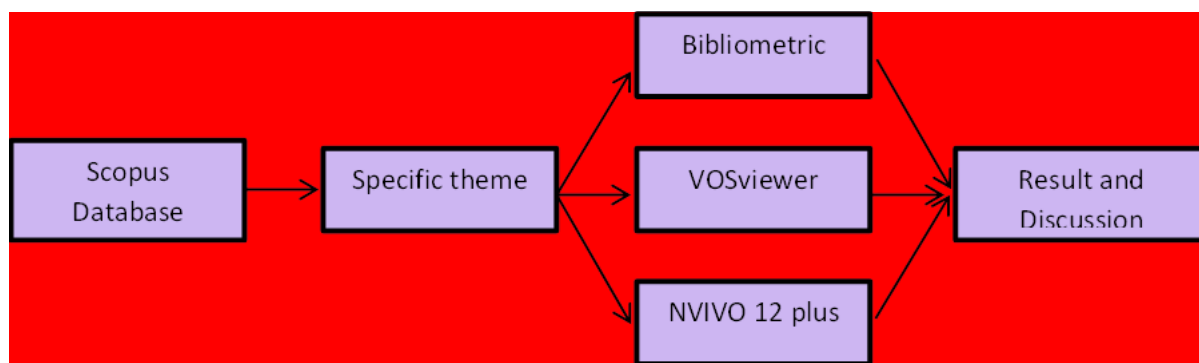 Scopus
Database
Specific theme
Bibliometric
VOSviewer
NVIVO 12 plus
Result and
Discussion